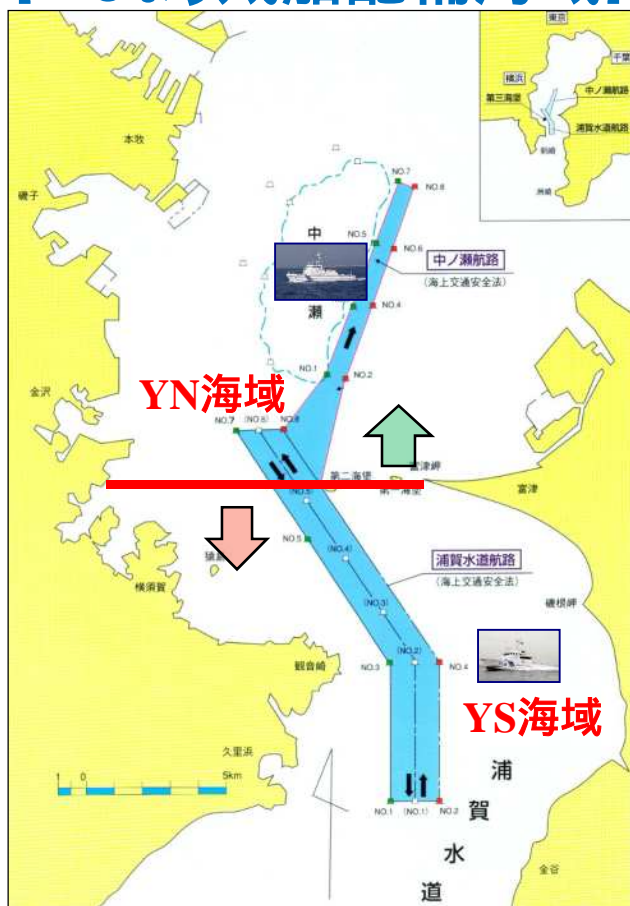 東京
千葉
横浜
中ノ瀬航路
第三海堡
浦賀水道航路
剱崎
洲崎
本牧
磯子
NO.7
NO.8
中
NO.5
NO.6
中ノ瀬航路
(海上交通安全法)
瀬
NO.4
NO.1
NO.2
金沢
YN海域
NO.7
(NO.6)
NO.8
第二海堡
富津岬
第一海堡
富津
(NO.5)
NO.5
猿島
横須賀
(NO.4)
浦賀水道航路
(海上交通安全法)
(NO.3)
磯根岬
観音崎
NO.3
(NO.2)
NO.4
YS海域
久里浜
1 0 5km
NO.1
(NO.1)
NO.2
浦
賀
水
道
金谷